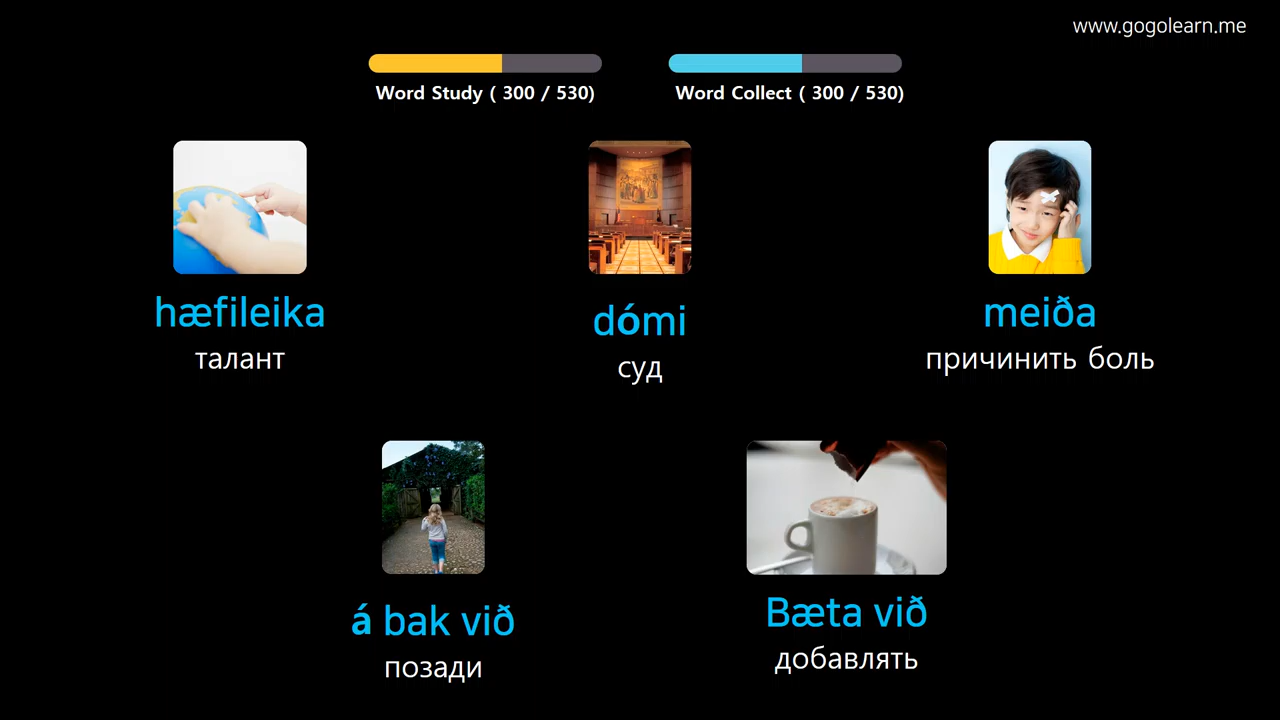 www.gogolearn.me
Word Study ( 300 / 530)
Word Collect ( 300 / 530)
hæfileika
талант
dómi
суд
meiða
причинить боль
á bak við
позади
Bæta við
добавлять